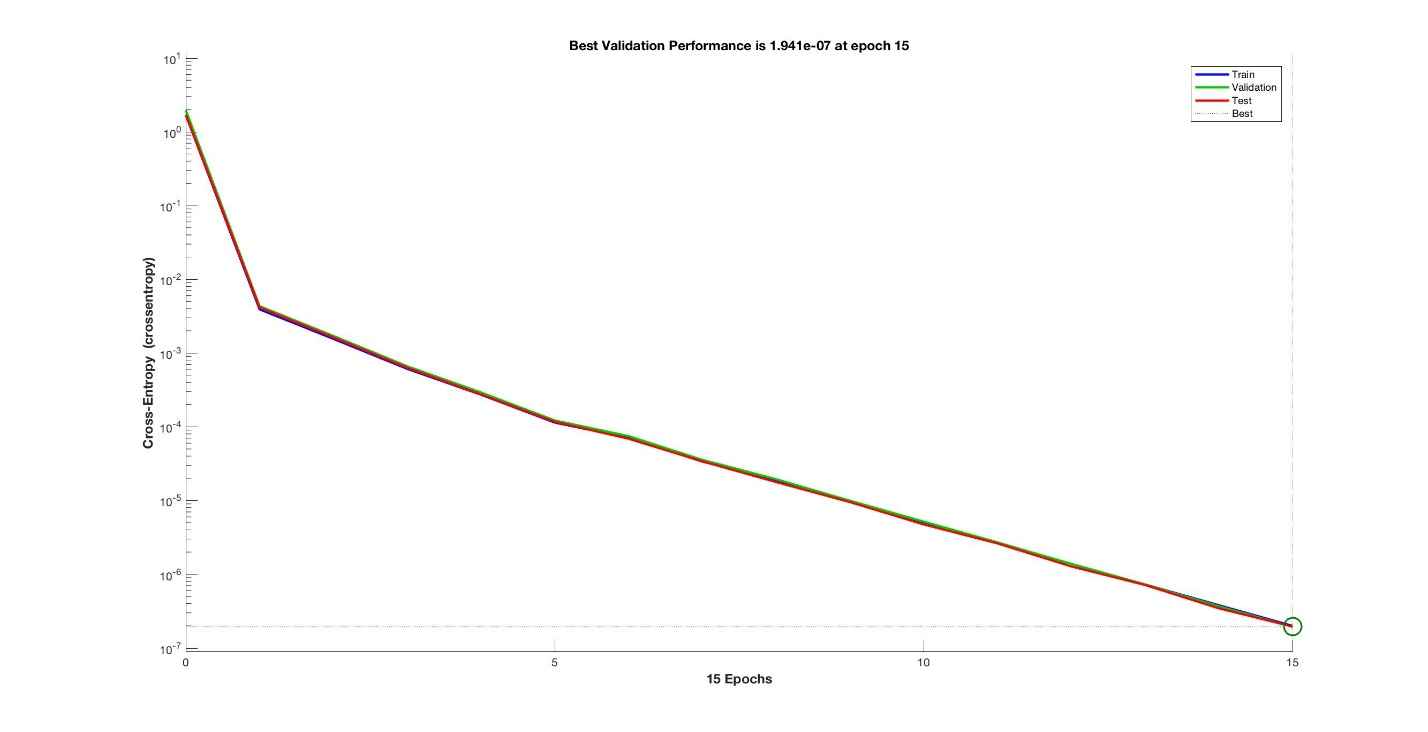 Best Validation Performance is 1.941e-07 at epoch 15
10^1
10^0
10^-1
10^-2
10^-3
10^-4
10^-5
10^-6
10^-7
Cross-Entropy (crossentropy)
Train
Validation
Test
Best
0 5 10 15
15 Epochs